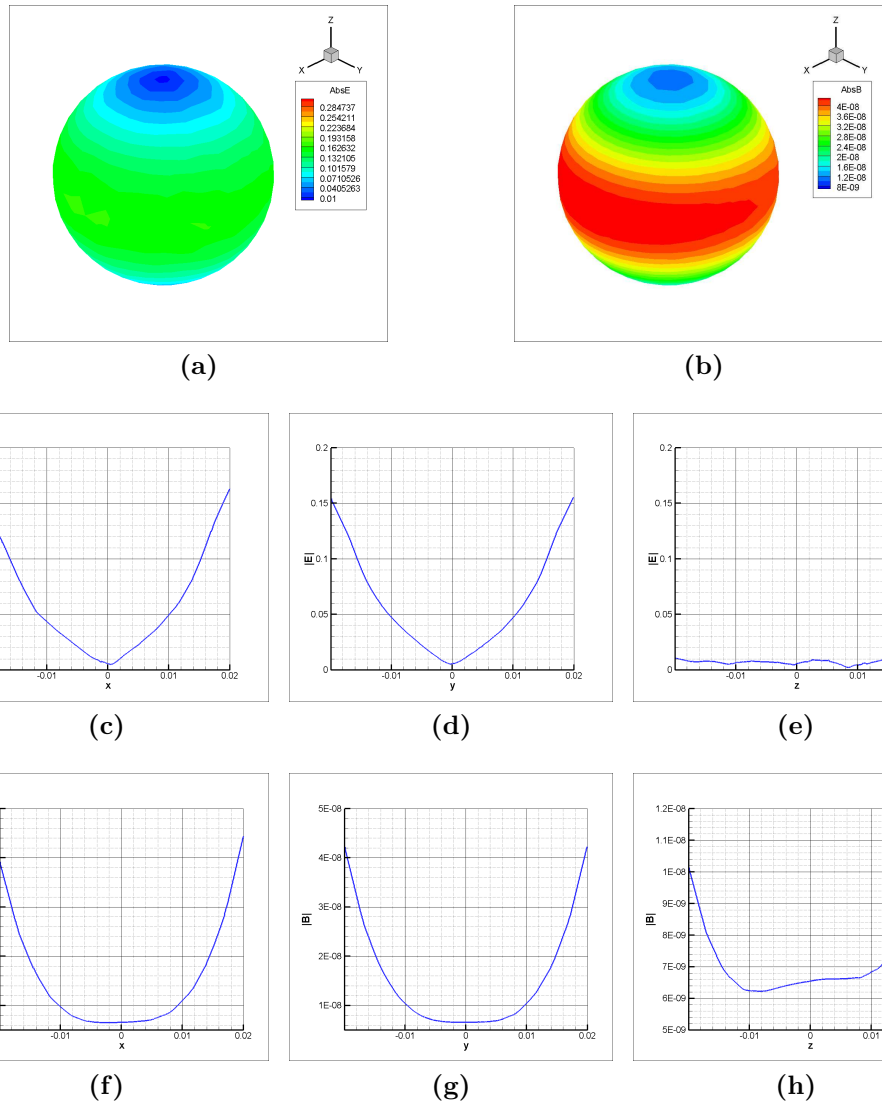 Z
X
Y
AbsE
0.284737
0.254211
0.223684
0.193158
0.162632
0.132105
0.101579
0.0710526
0.0405263
0.01
(a)
Z
X
Y
AbsB
4E-08
3.6E-08
3.2E-08
2.8E-08
2.4E-08
2E-08
1.6E-08
1.2E-08
8E-09
(b)
-0.01 0 0.01 0.02
x
(c)
0.2
0.15
0.1
0.05
0
|E|
-0.01 0 0.01 0.02
y
(d)
0.2
0.15
0.1
0.05
0
|E|
-0.01 0 0.01
z
(e)
-0.01 0 0.01 0.02
x
(f)
5E-08
4E-08
3E-08
2E-08
1E-08
|B|
-0.01 0 0.01 0.02
y
(g)
1.2E-08
1.1E-08
1E-08
9E-09
8E-09
7E-09
6E-09
5E-09
|B|
-0.01 0
z
(h)